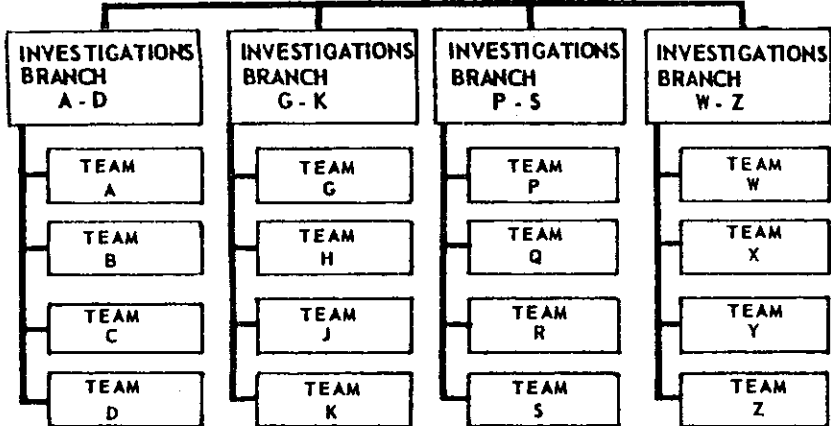 INVESTIGATIONS
BRANCH
A - D
TEAM
A
TEAM
B
TEAM
C
TEAM
D
INVESTIGATIONS
BRANCH
G - K
TEAM
G
TEAM
H
TEAM
J
TEAM
K
INVESTIGATIONS
BRANCH
P - S
TEAM
P
TEAM
Q
TEAM
R
TEAM
S
INVESTIGATIONS
BRANCH
W - Z
TEAM
W
TEAM
X
TEAM
Y
TEAM
Z